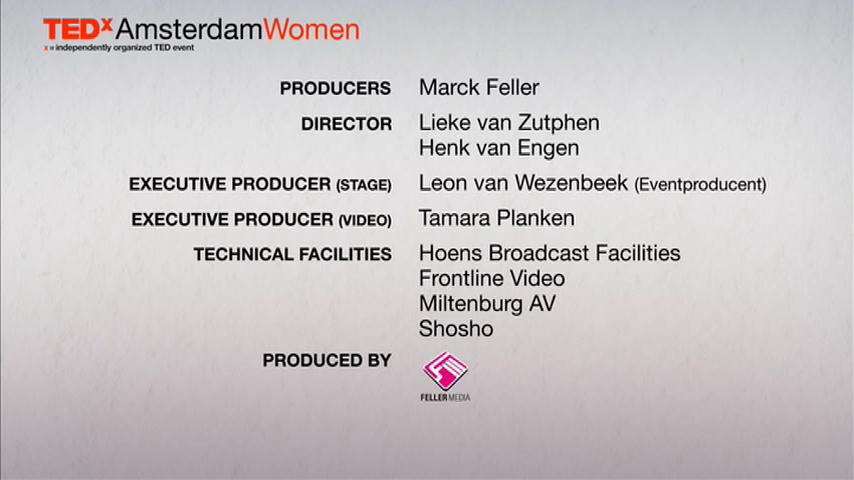 TEDxAmsterdamWomen
x = independently organized TED event
PRODUCERS Marck Feller
DIRECTOR Lieke van Zutphen
Henk van Engen
EXECUTIVE PRODUCER (STAGE) Leon van Wezenbeek (Eventproducent)
EXECUTIVE PRODUCER (VIDEO) Tamara Planken
TECHNICAL FACILITIES Hoens Broadcast Facilities
Frontline Video
Miltenburg AV
Shosho
PRODUCED BY
FELLER MEDIA